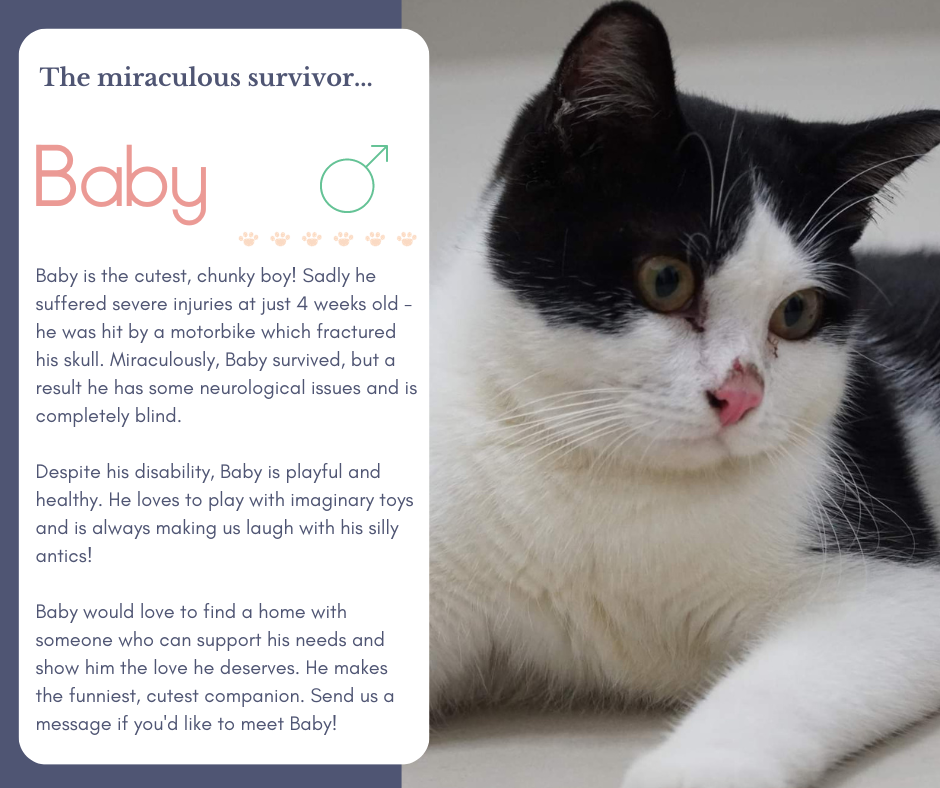 The miraculous survivor...
Baby
Baby is the cutest, chunky boy! Sadly he
suffered severe injuries at just 4 weeks old -
he was hit by a motorbike which fractured
his skull. Miraculously, Baby survived, but a
result he has some neurological issues and is
completely blind.
Despite his disability, Baby is playful and
healthy. He loves to play with imaginary toys
and is always making us laugh with his silly
antics!
Baby would love to find a home with
someone who can support his needs and
show him the love he deserves. He makes
the funniest, cutest companion. Send us a
message if you'd like to meet Baby!